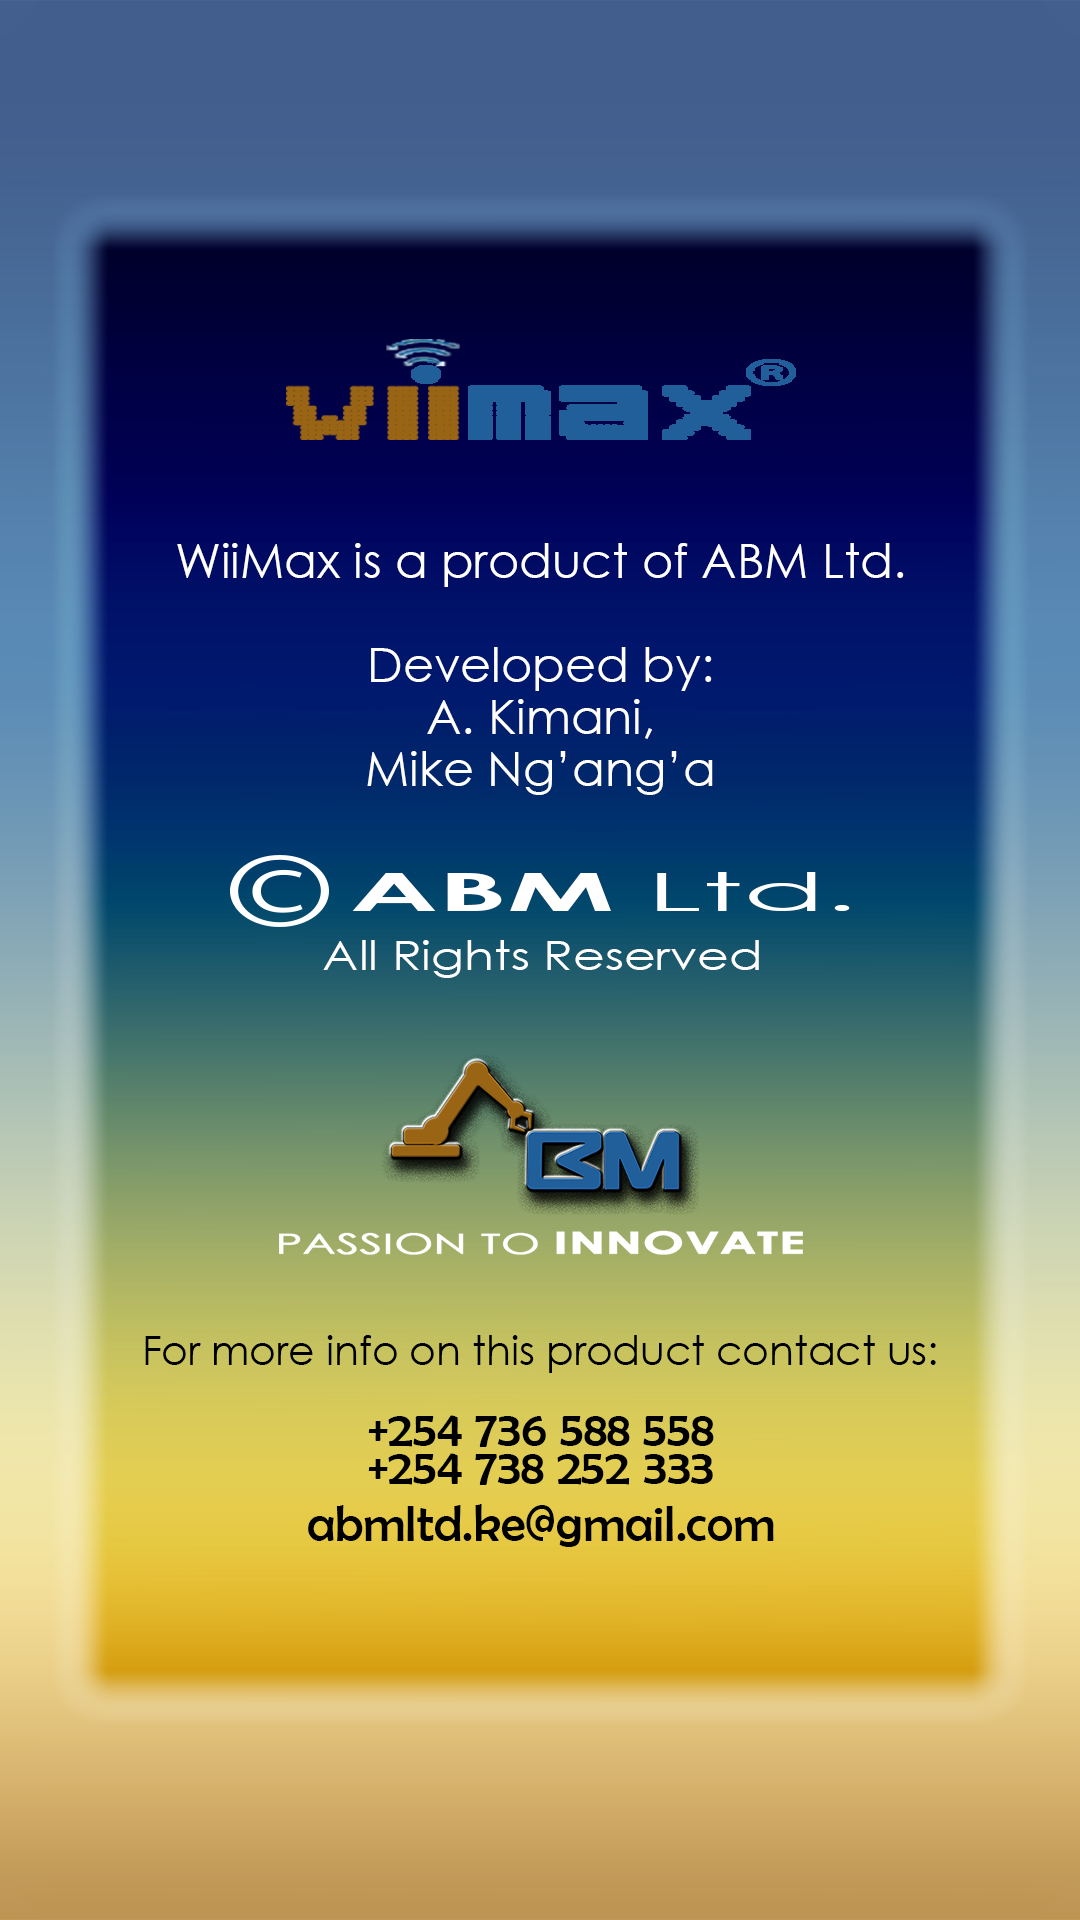 wiimax®
WiiMax is a product of ABM Ltd.
Developed by:
A. Kimani,
Mike Ng’ang’a
© ABM Ltd.
All Rights Reserved
BM
PASSION TO INNOVATE
For more info on this product contact us:
+254 736 588 558
+254 738 252 333
abmltd.ke@gmail.com